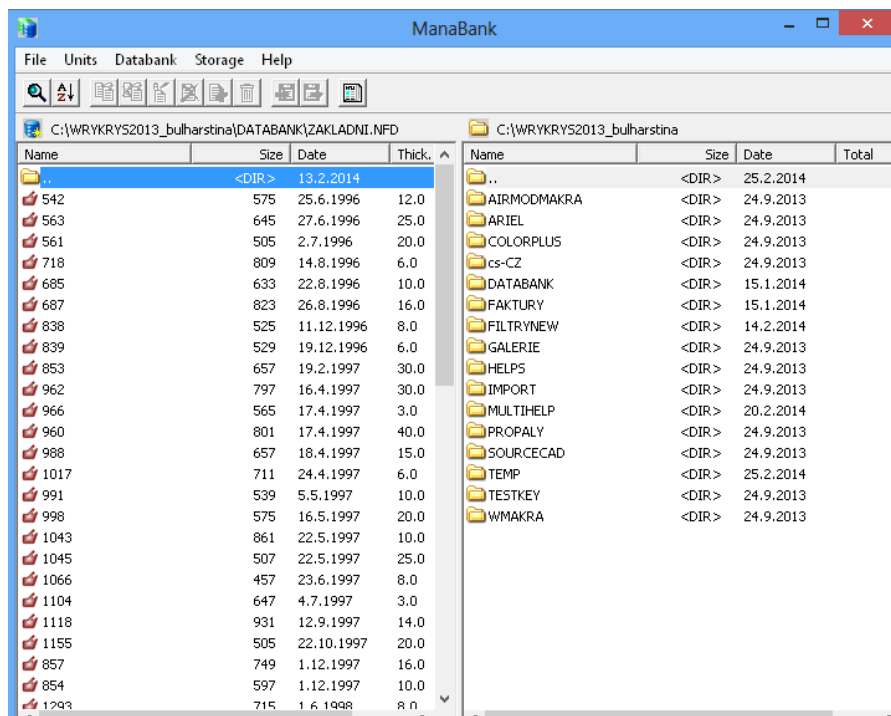 ManaBank
File Units Databank Storage Help
C:\WRYKRYS2013_bulharstina\DATABANK\ZAKLADNI.NFD
Name Size Date Thick.
.. <DIR> 13.2.2014
542 575 25.6.1996 12.0
563 645 27.6.1996 25.0
561 505 2.7.1996 20.0
718 809 14.8.1996 6.0
685 633 22.8.1996 10.0
687 823 26.8.1996 16.0
838 525 11.12.1996 8.0
839 529 19.12.1996 6.0
853 657 19.2.1997 30.0
962 797 16.4.1997 30.0
966 565 17.4.1997 3.0
960 801 17.4.1997 40.0
988 657 18.4.1997 15.0
1017 711 24.4.1997 6.0
991 539 5.5.1997 10.0
998 575 16.5.1997 20.0
1043 861 22.5.1997 10.0
1045 507 22.5.1997 25.0
1066 457 23.6.1997 8.0
1104 647 4.7.1997 3.0
1118 931 12.9.1997 14.0
1155 505 22.10.1997 20.0
857 749 1.12.1997 16.0
854 597 1.12.1997 10.0
1293 715 1.6.1998 8.0
C:\WRYKRYS2013_bulharstina
Name Size Date Total
.. <DIR> 25.2.2014
AIRMODMAKRA <DIR> 24.9.2013
ARIEL <DIR> 24.9.2013
COLORPLUS <DIR> 24.9.2013
cs-CZ <DIR> 24.9.2013
DATABANK <DIR> 15.1.2014
FAKTURY <DIR> 15.1.2014
FILTRYNEW <DIR> 14.2.2014
GALERIE <DIR> 24.9.2013
HELPS <DIR> 24.9.2013
IMPORT <DIR> 24.9.2013
MULTIHELP <DIR> 20.2.2014
PROPALY <DIR> 24.9.2013
SOURCECAD <DIR> 24.9.2013
TEMP <DIR> 25.2.2014
TESTKEY <DIR> 24.9.2013
WMAKRA <DIR> 24.9.2013